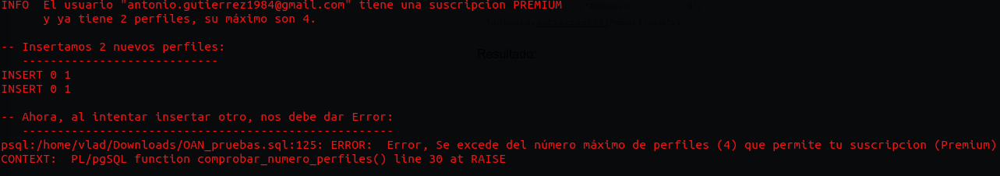 INFO  El usuario "antonio.gutierrez1984@gmail.com" tiene una suscripcion PREMIUM
      y ya tiene 2 perfiles, su máximo son 4.
-- Insertamos 2 nuevos perfiles:
   ----------------------------
INSERT 0 1
INSERT 0 1
-- Ahora, al intentar insertar otro, nos debe dar Error:
   -----------------------------------------------------
psql:/home/vlad/Downloads/OAN_pruebas.sql:125: ERROR:  Error, Se excede del número máximo de perfiles (4) que permite tu suscripcion (Premium)
CONTEXT:  PL/pgSQL function comprobar_numero_perfiles() line 30 at RAISE
Resultado: